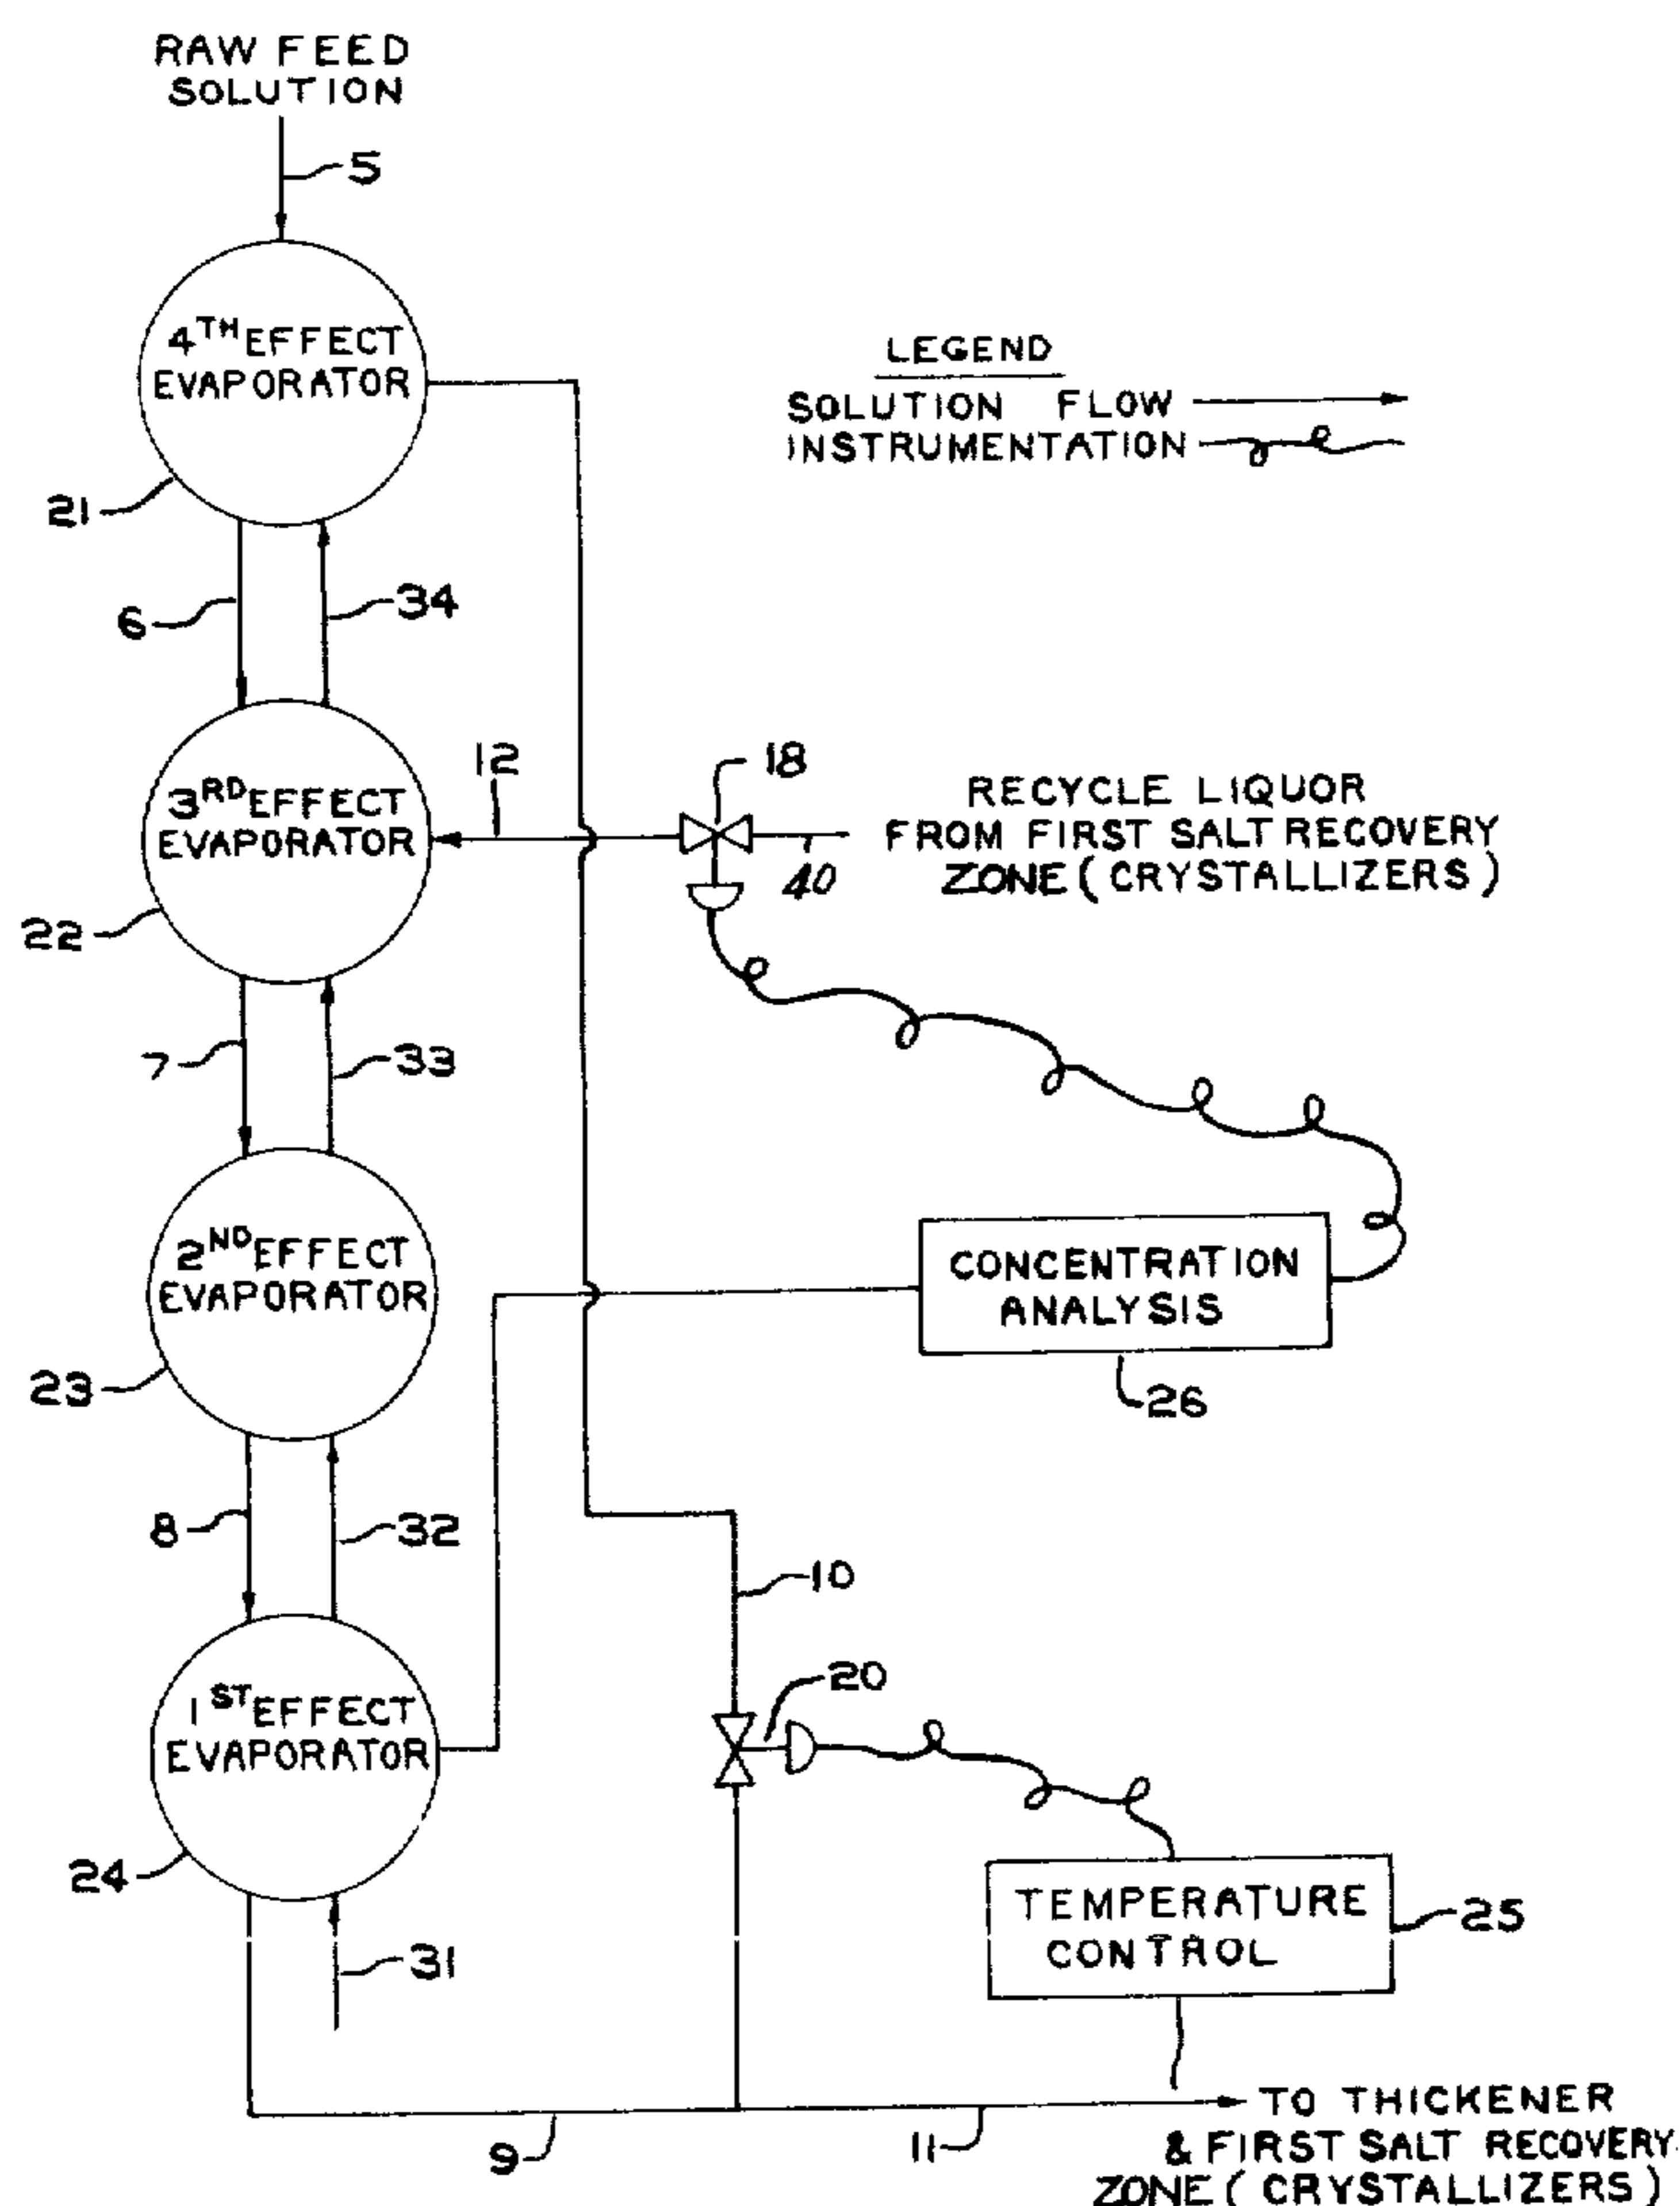 RAW FEED
SOLUTION
5
4TH EFFECT
EVAPORATOR
21
LEGEND
SOLUTION FLOW
INSTRUMENTATION
6
34
12
18
3RD EFFECT
EVAPORATOR
RECYCLE LIQUOR
FROM FIRST SALT RECOVERY
ZONE (CRYSTALLIZERS)
40
22
7
33
2ND EFFECT
EVAPORATOR
CONCENTRATION
ANALYSIS
23
26
8
32
10
20
1ST EFFECT
EVAPORATOR
24
TEMPERATURE
CONTROL
25
31
9
11
TO THICKENER
& FIRST SALT RECOVERY
ZONE (CRYSTALLIZERS)